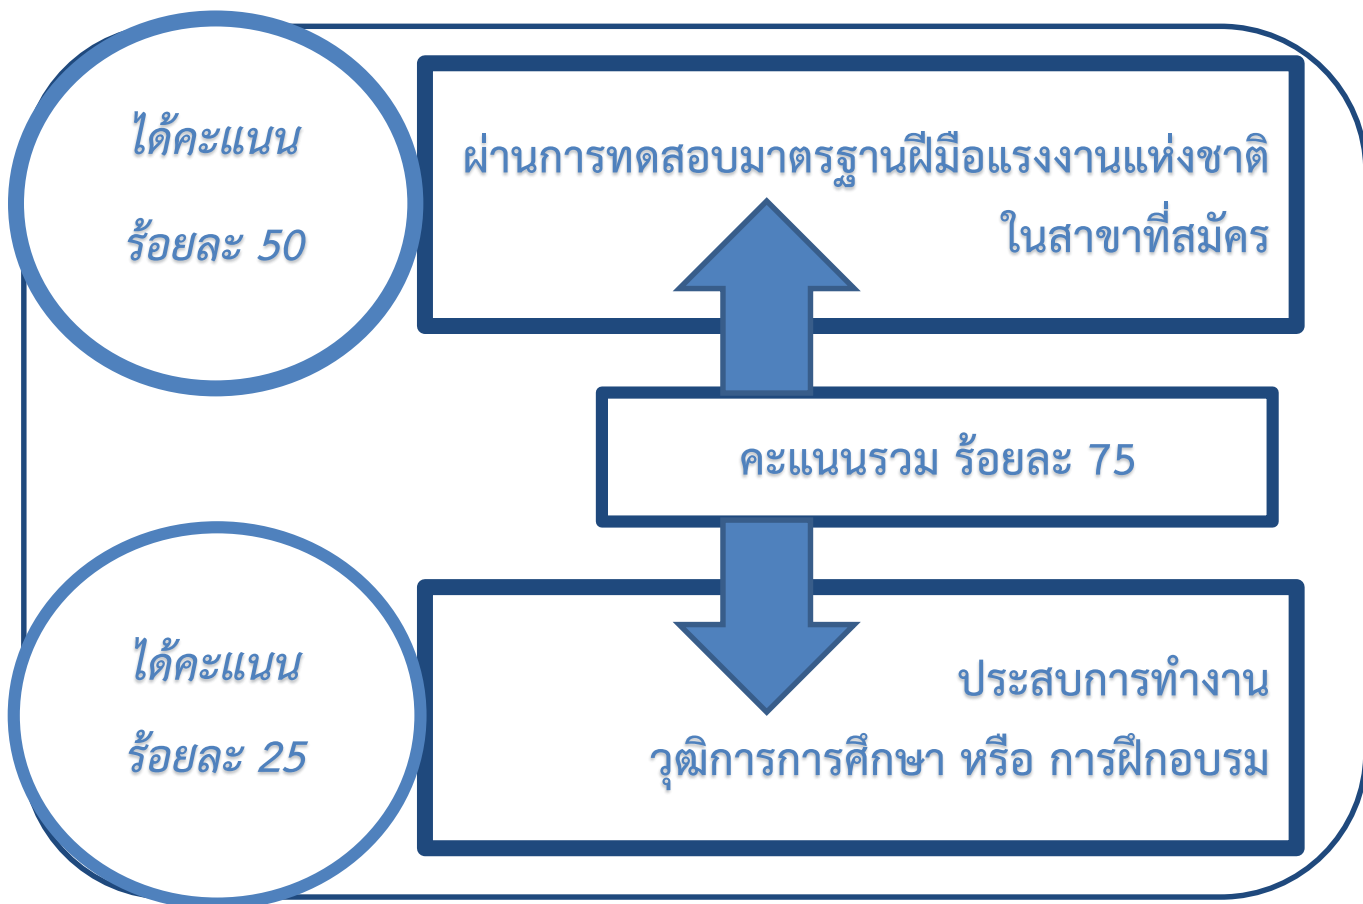 ได้คะแนน
ร้อยละ 50
ผ่านการทดสอบมาตรฐานฝีมือแรงงานแห่งชาติ
ในสาขาที่สมัคร
คะแนนรวม ร้อยละ 75
ได้คะแนน
ร้อยละ 25
ประสบการทำงาน
วุฒิการการศึกษา หรือ การฝึกอบรม